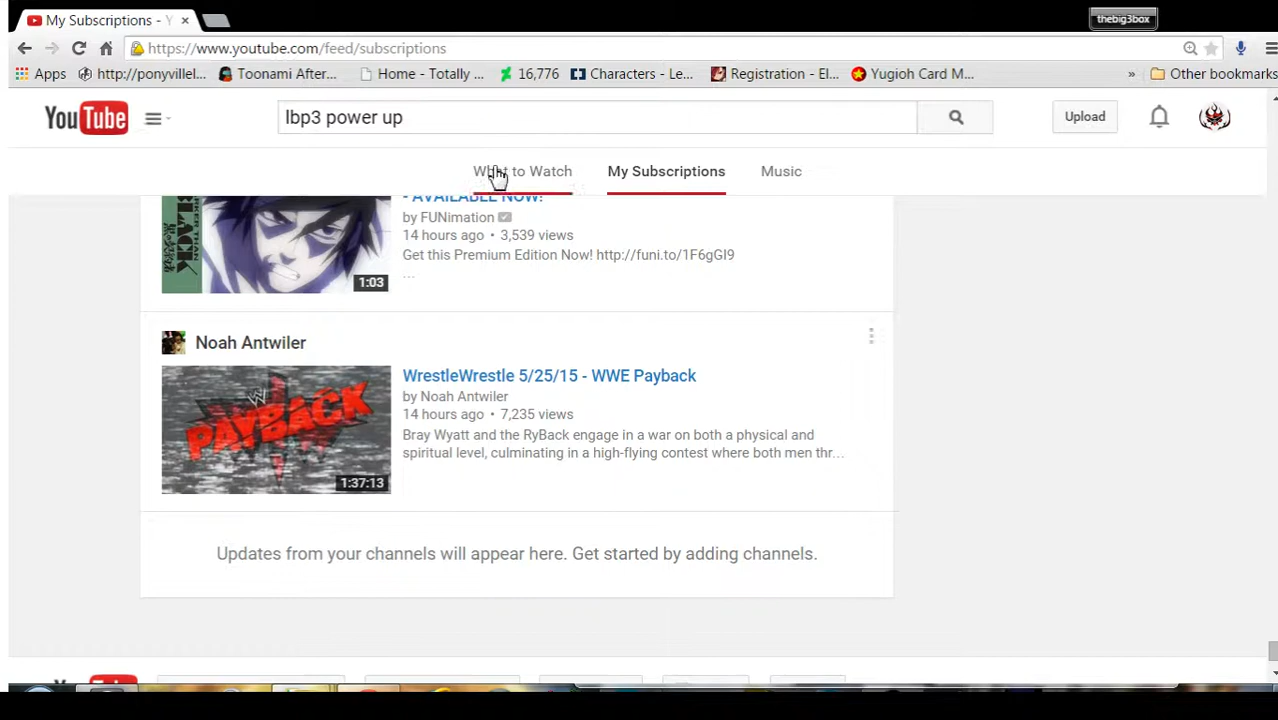 thebig3box
My Subscriptions - Y
https://www.youtube.com/feed/subscriptions
Apps http://ponyvillel... Toonami After... Home - Totally ... 16,776 Characters - Le... Registration - El... Yugioh Card M... » Other bookmarks
YouTube lbp3 power up Upload
What to Watch My Subscriptions Music
- AVAILABLE NOW!
by FUNimation
14 hours ago • 3,539 views
Get this Premium Edition Now! http://funi.to/1F6gGI9
...
BLACK
1:03
Noah Antwiler
WrestleWrestle 5/25/15 - WWE Payback
by Noah Antwiler
14 hours ago • 7,235 views
Bray Wyatt and the RyBack engage in a war on both a physical and
spiritual level, culminating in a high-flying contest where both men thr...
PAYBACK
1:37:13
Updates from your channels will appear here. Get started by adding channels.